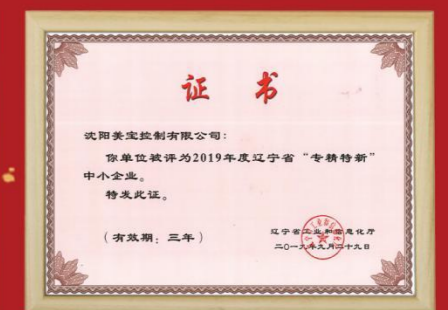 证书
沈阳美宝控制有限公司：
你单位被评为2019年度辽宁省“专精特新”
中小企业。
特发此证。
（有效期：三年）
辽宁省工业和信息化厅
二〇一九年九月二十九日